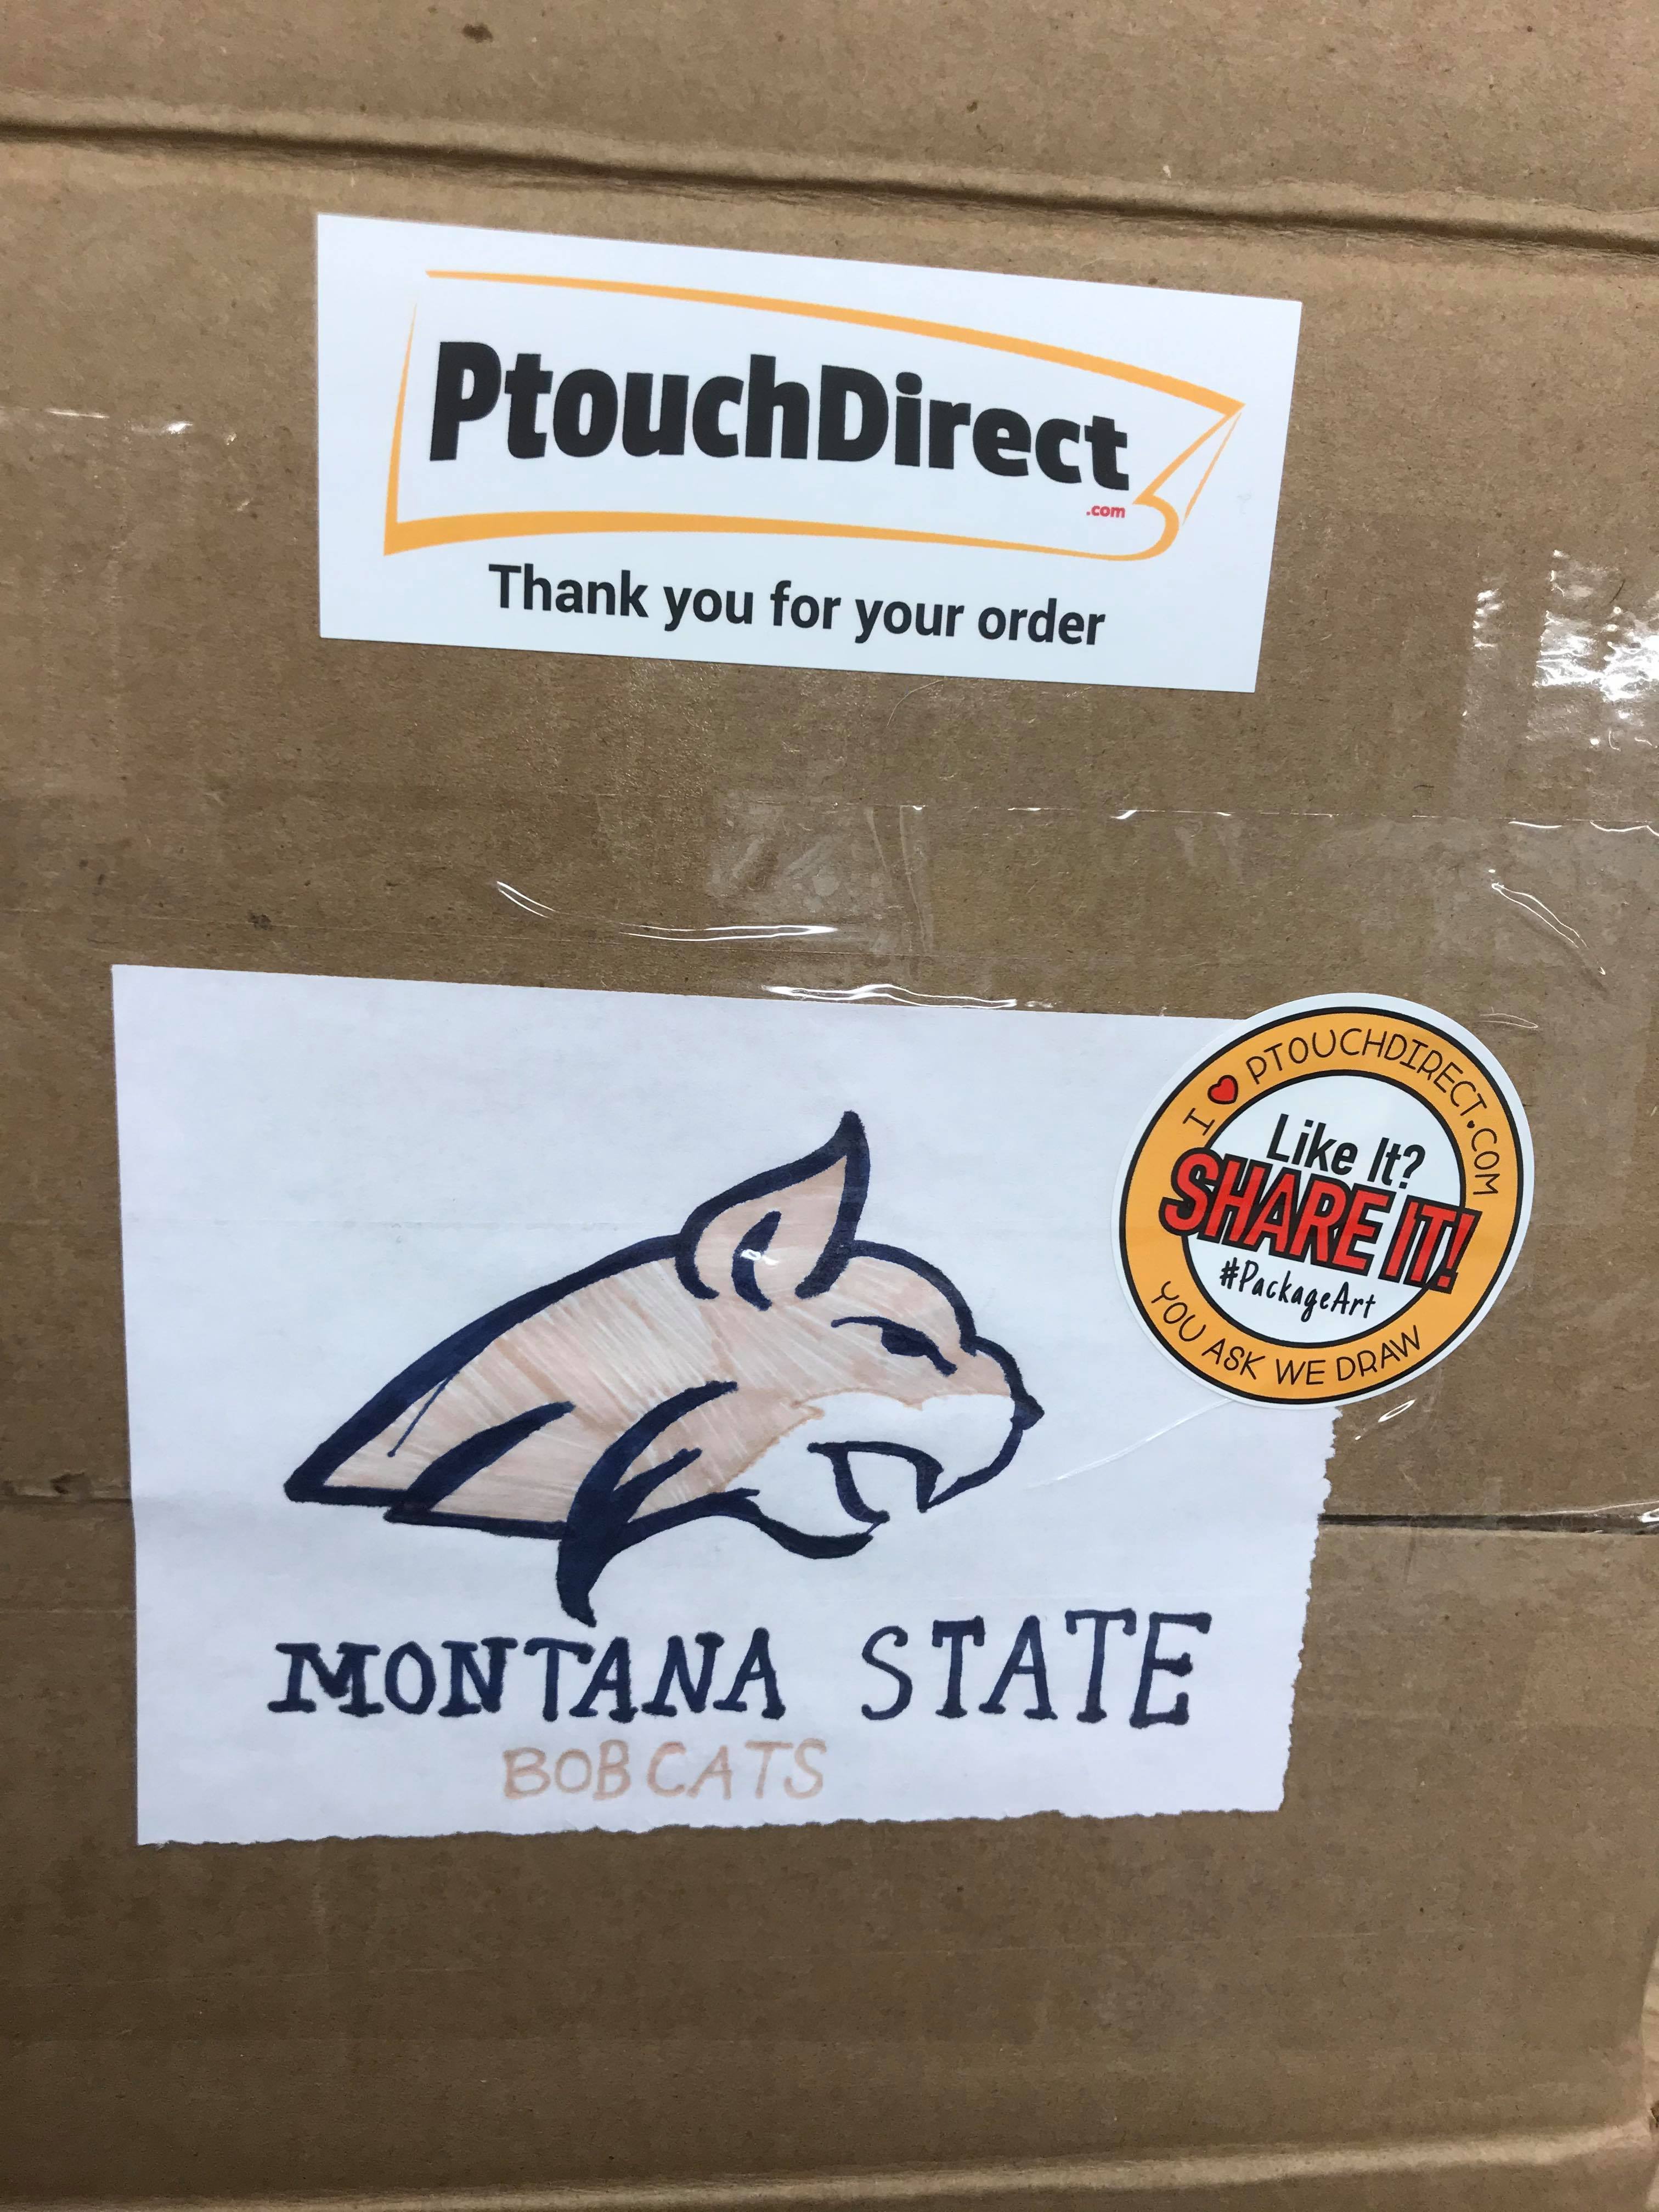 PtouchDirect
.com
Thank you for your order
I ❤ PTOUCHDIRECT.COM
Like It?
SHARE IT!
#PackageArt
YOU ASK WE DRAW
MONTANA STATE
BOBCATS